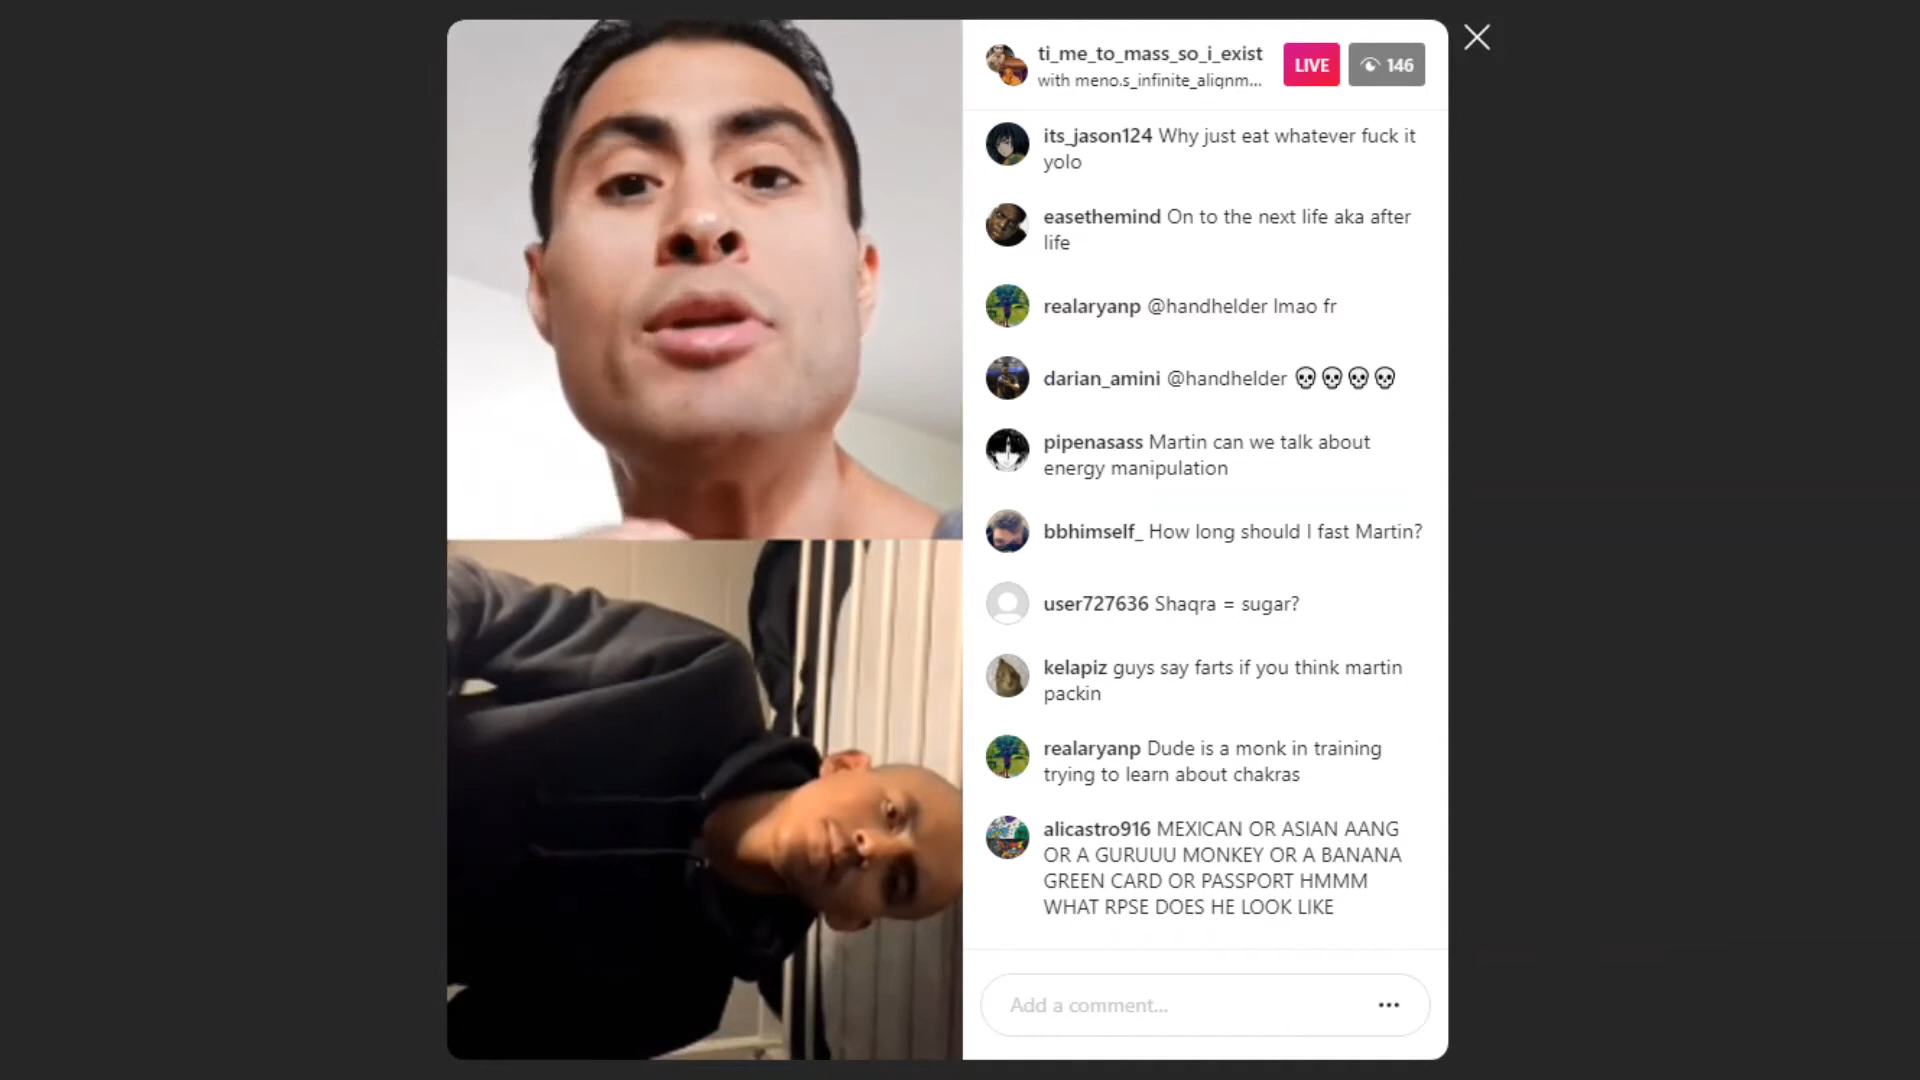 ti_me_to_mass_so_i_exist
with meno.s_infinite_alignm...
LIVE
146
its_jason124 Why just eat whatever fuck it
yolo
easethemind On to the next life aka after
life
realaryanp @handhelder lmao fr
darian_amini @handhelder 💀💀💀💀
pipenasass Martin can we talk about
energy manipulation
bbhimself_ How long should I fast Martin?
user727636 Shaqra = sugar?
kelapiz guys say farts if you think martin
packin
realaryanp Dude is a monk in training
trying to learn about chakras
alicastro916 MEXICAN OR ASIAN AANG
OR A GURUUU MONKEY OR A BANANA
GREEN CARD OR PASSPORT HMMM
WHAT RPSE DOES HE LOOK LIKE
Add a comment...